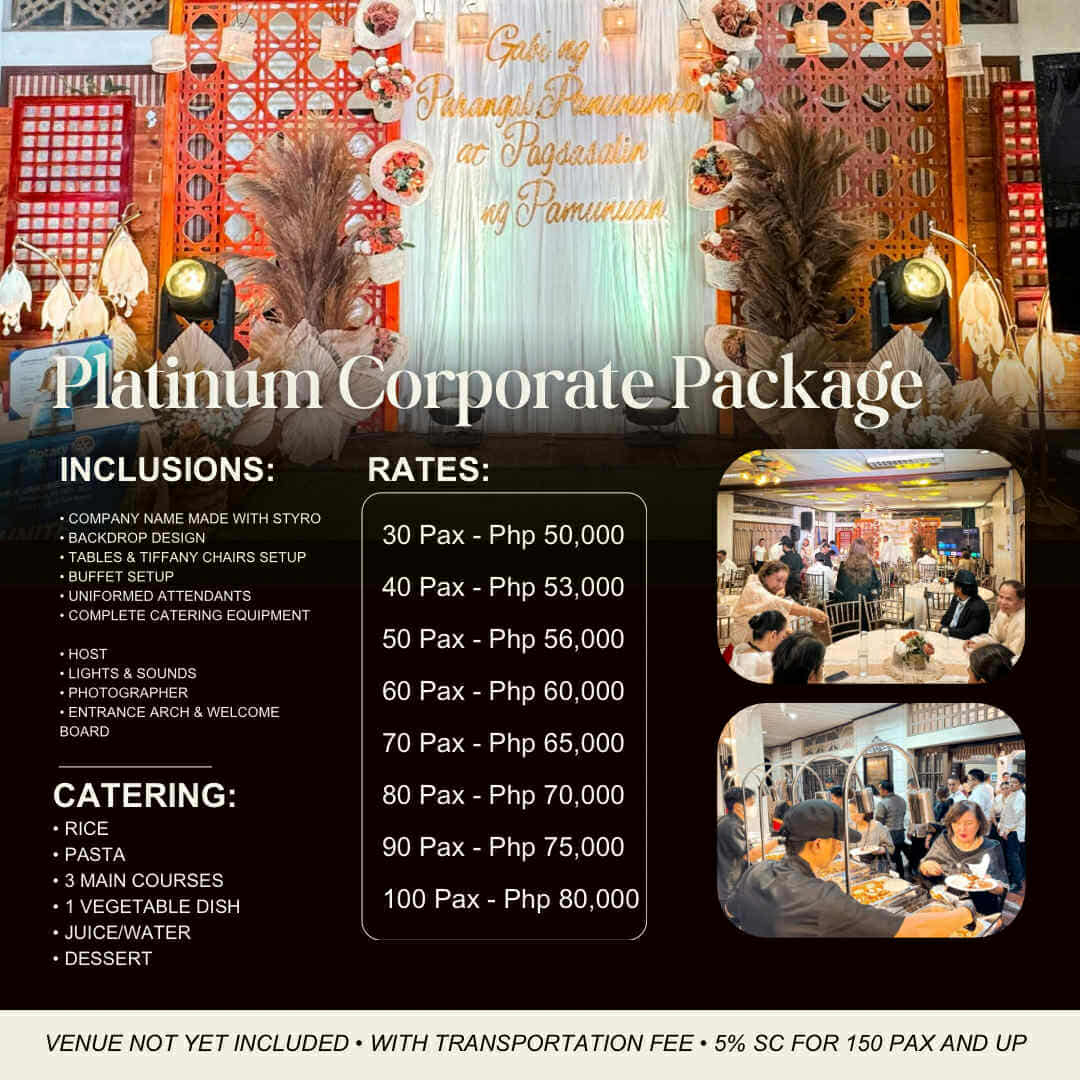 Gabi ng
Parangal, Panunumpa
at Pagsasalin
ng Pamunuan
Platinum Corporate Package
Rotary
INCLUSIONS:
• COMPANY NAME MADE WITH STYRO
• BACKDROP DESIGN
• TABLES & TIFFANY CHAIRS SETUP
• BUFFET SETUP
• UNIFORMED ATTENDANTS
• COMPLETE CATERING EQUIPMENT
• HOST
• LIGHTS & SOUNDS
• PHOTOGRAPHER
• ENTRANCE ARCH & WELCOME
BOARD
CATERING:
• RICE
• PASTA
• 3 MAIN COURSES
• 1 VEGETABLE DISH
• JUICE/WATER
• DESSERT
RATES:
30 Pax - Php 50,000
40 Pax - Php 53,000
50 Pax - Php 56,000
60 Pax - Php 60,000
70 Pax - Php 65,000
80 Pax - Php 70,000
90 Pax - Php 75,000
100 Pax - Php 80,000
VENUE NOT YET INCLUDED • WITH TRANSPORTATION FEE • 5% SC FOR 150 PAX AND UP